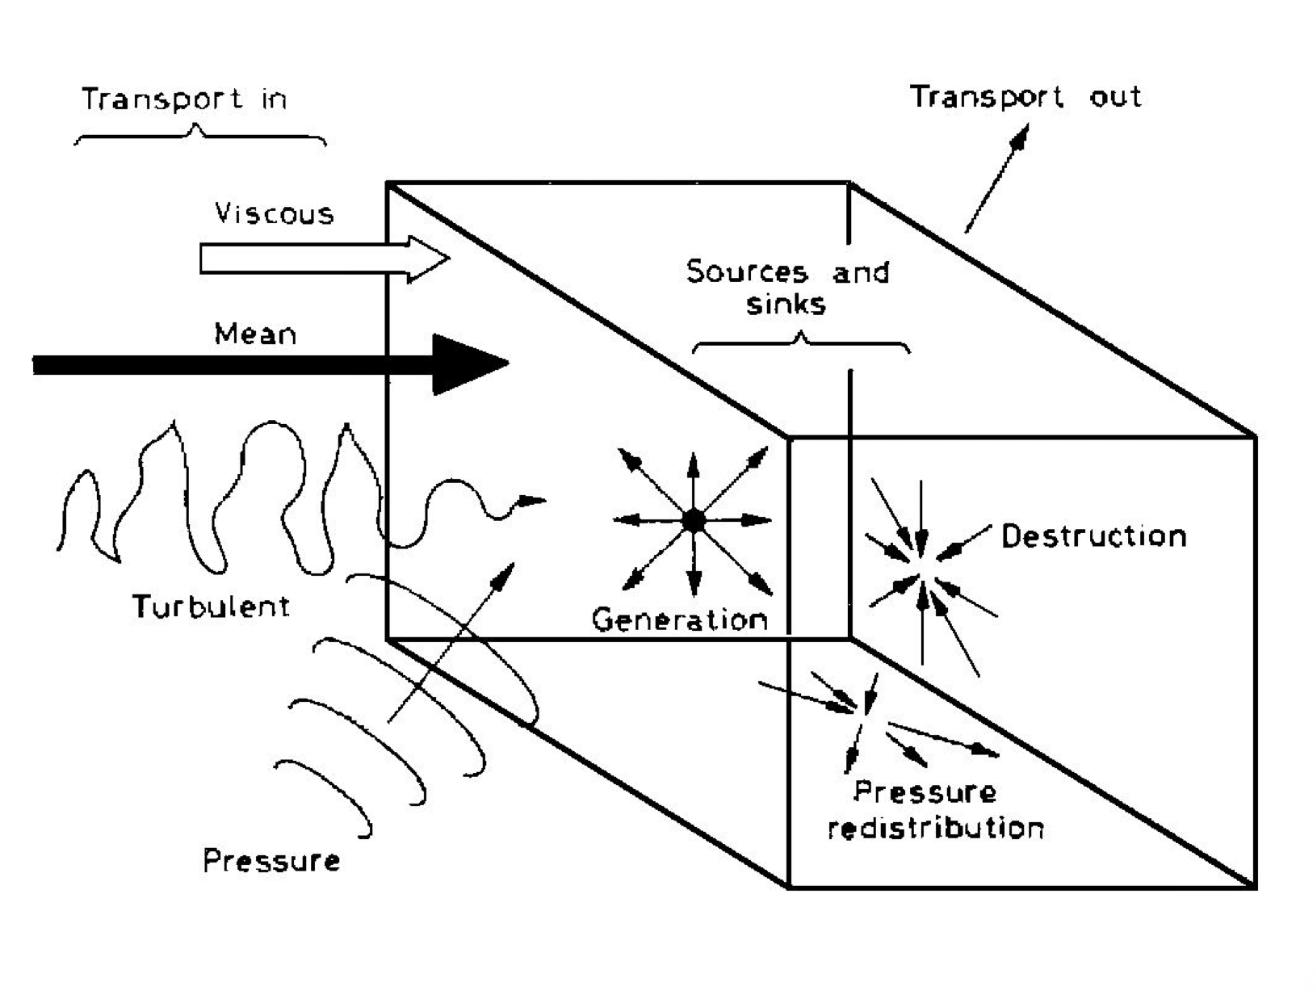 Transport in
Transport out
Viscous
Sources and
sinks
Mean
Destruction
Turbulent
Generation
Pressure
redistribution
Pressure